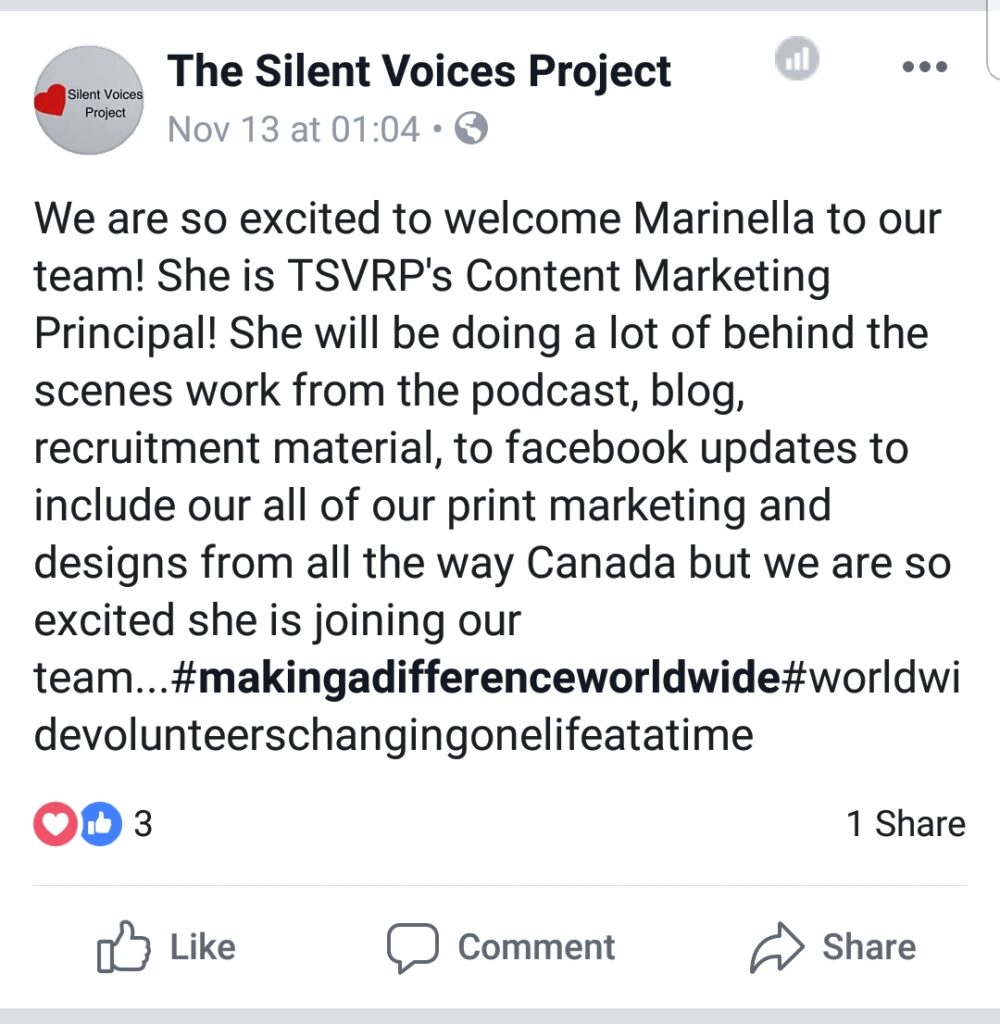 Silent Voices
Project
The Silent Voices Project
Nov 13 at 01:04 •
We are so excited to welcome Marinella to our
team! She is TSVRP's Content Marketing
Principal! She will be doing a lot of behind the
scenes work from the podcast, blog,
recruitment material, to facebook updates to
include our all of our print marketing and
designs from all the way Canada but we are so
excited she is joining our
team...#makingadifferenceworldwide#worldwi
devolunteerschangingonelifeatatime
3
1 Share
Like
Comment
Share